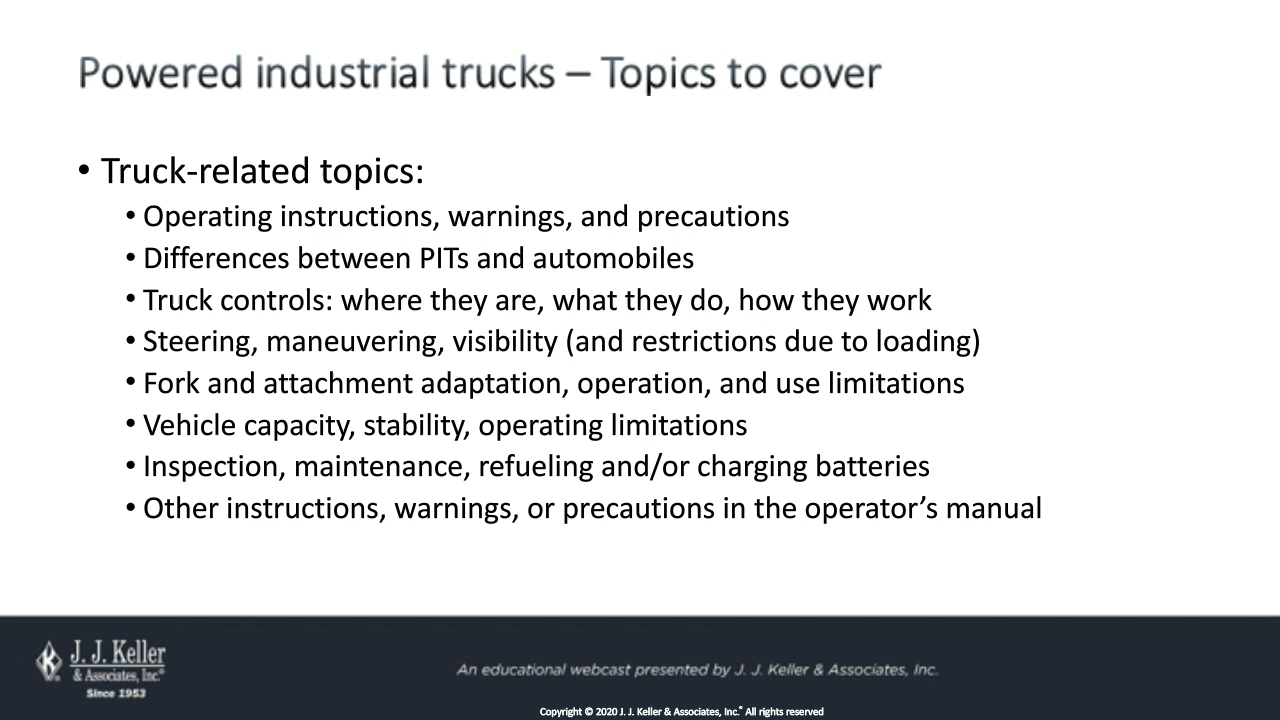 Powered industrial trucks – Topics to cover
• Truck-related topics:
• Operating instructions, warnings, and precautions
• Differences between PITs and automobiles
• Truck controls: where they are, what they do, how they work
• Steering, maneuvering, visibility (and restrictions due to loading)
• Fork and attachment adaptation, operation, and use limitations
• Vehicle capacity, stability, operating limitations
• Inspection, maintenance, refueling and/or charging batteries
• Other instructions, warnings, or precautions in the operator’s manual
J. J. Keller
& Associates, Inc.®
Since 1953
An educational webcast presented by J. J. Keller & Associates, Inc.
Copyright © 2020 J. J. Keller & Associates, Inc.® All rights reserved